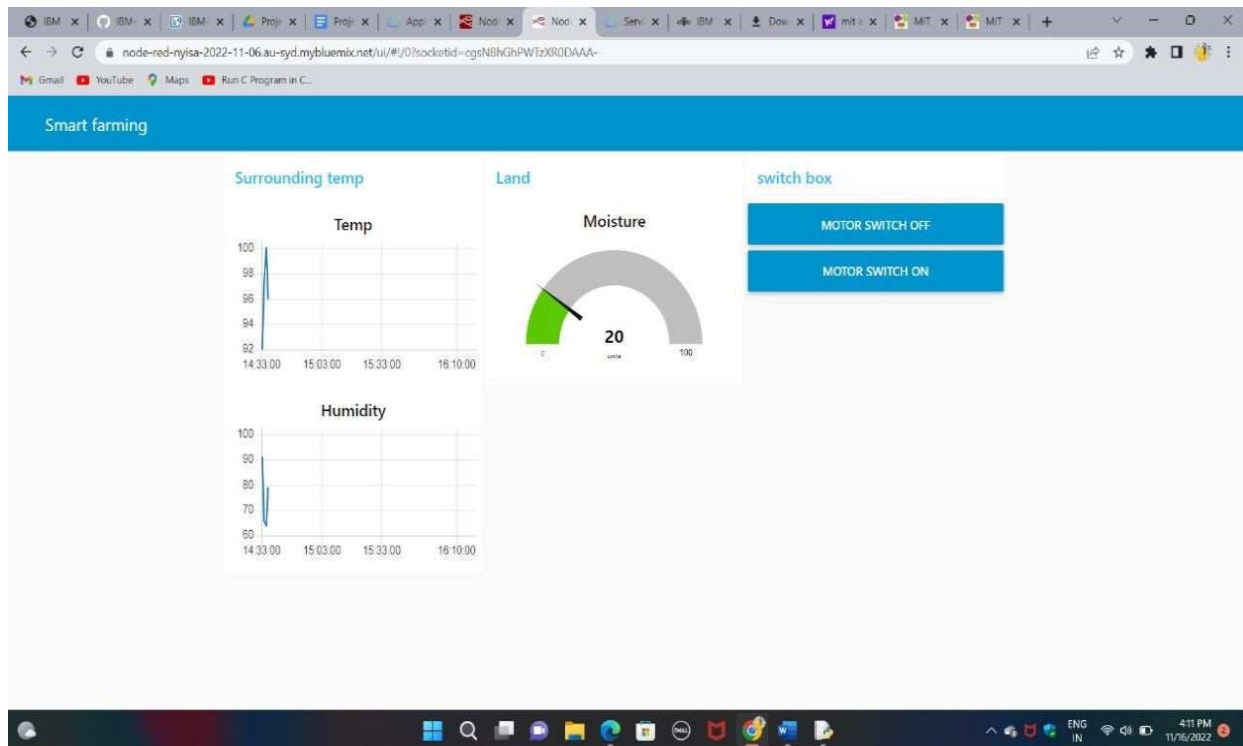 IBM
IBM-
IBM-
Proje
Proje
Appl
Nod
Nod
Servi
IBM
Dow
mit a
MIT
MIT
node-red-nyisa-2022-11-06.au-syd.mybluemix.net/ui/#!/0?socketid=cgsNBhGhPWTzXR0DAAA-
Gmail YouTube Maps Run C Program in C...
Smart farming
Surrounding temp
Temp
100
98
96
94
92
14:33:00 15:03:00 15:33:00 16:10:00
Humidity
100
90
80
70
60
14:33:00 15:03:00 15:33:00 16:10:00
Land
Moisture
20
0 units 100
switch box
MOTOR SWITCH OFF
MOTOR SWITCH ON
DELL
ENG
IN
4:11 PM
11/16/2022